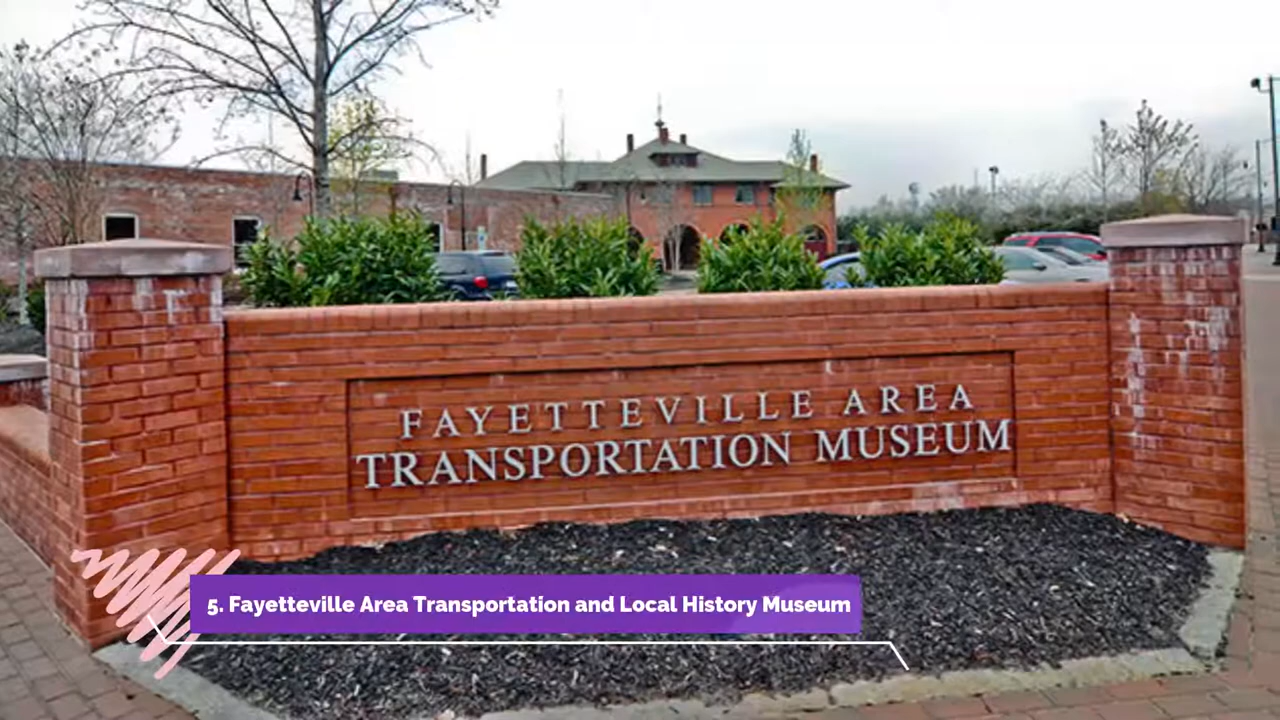 FAYETTEVILLE AREA
TRANSPORTATION MUSEUM
5. Fayetteville Area Transportation and Local History Museum